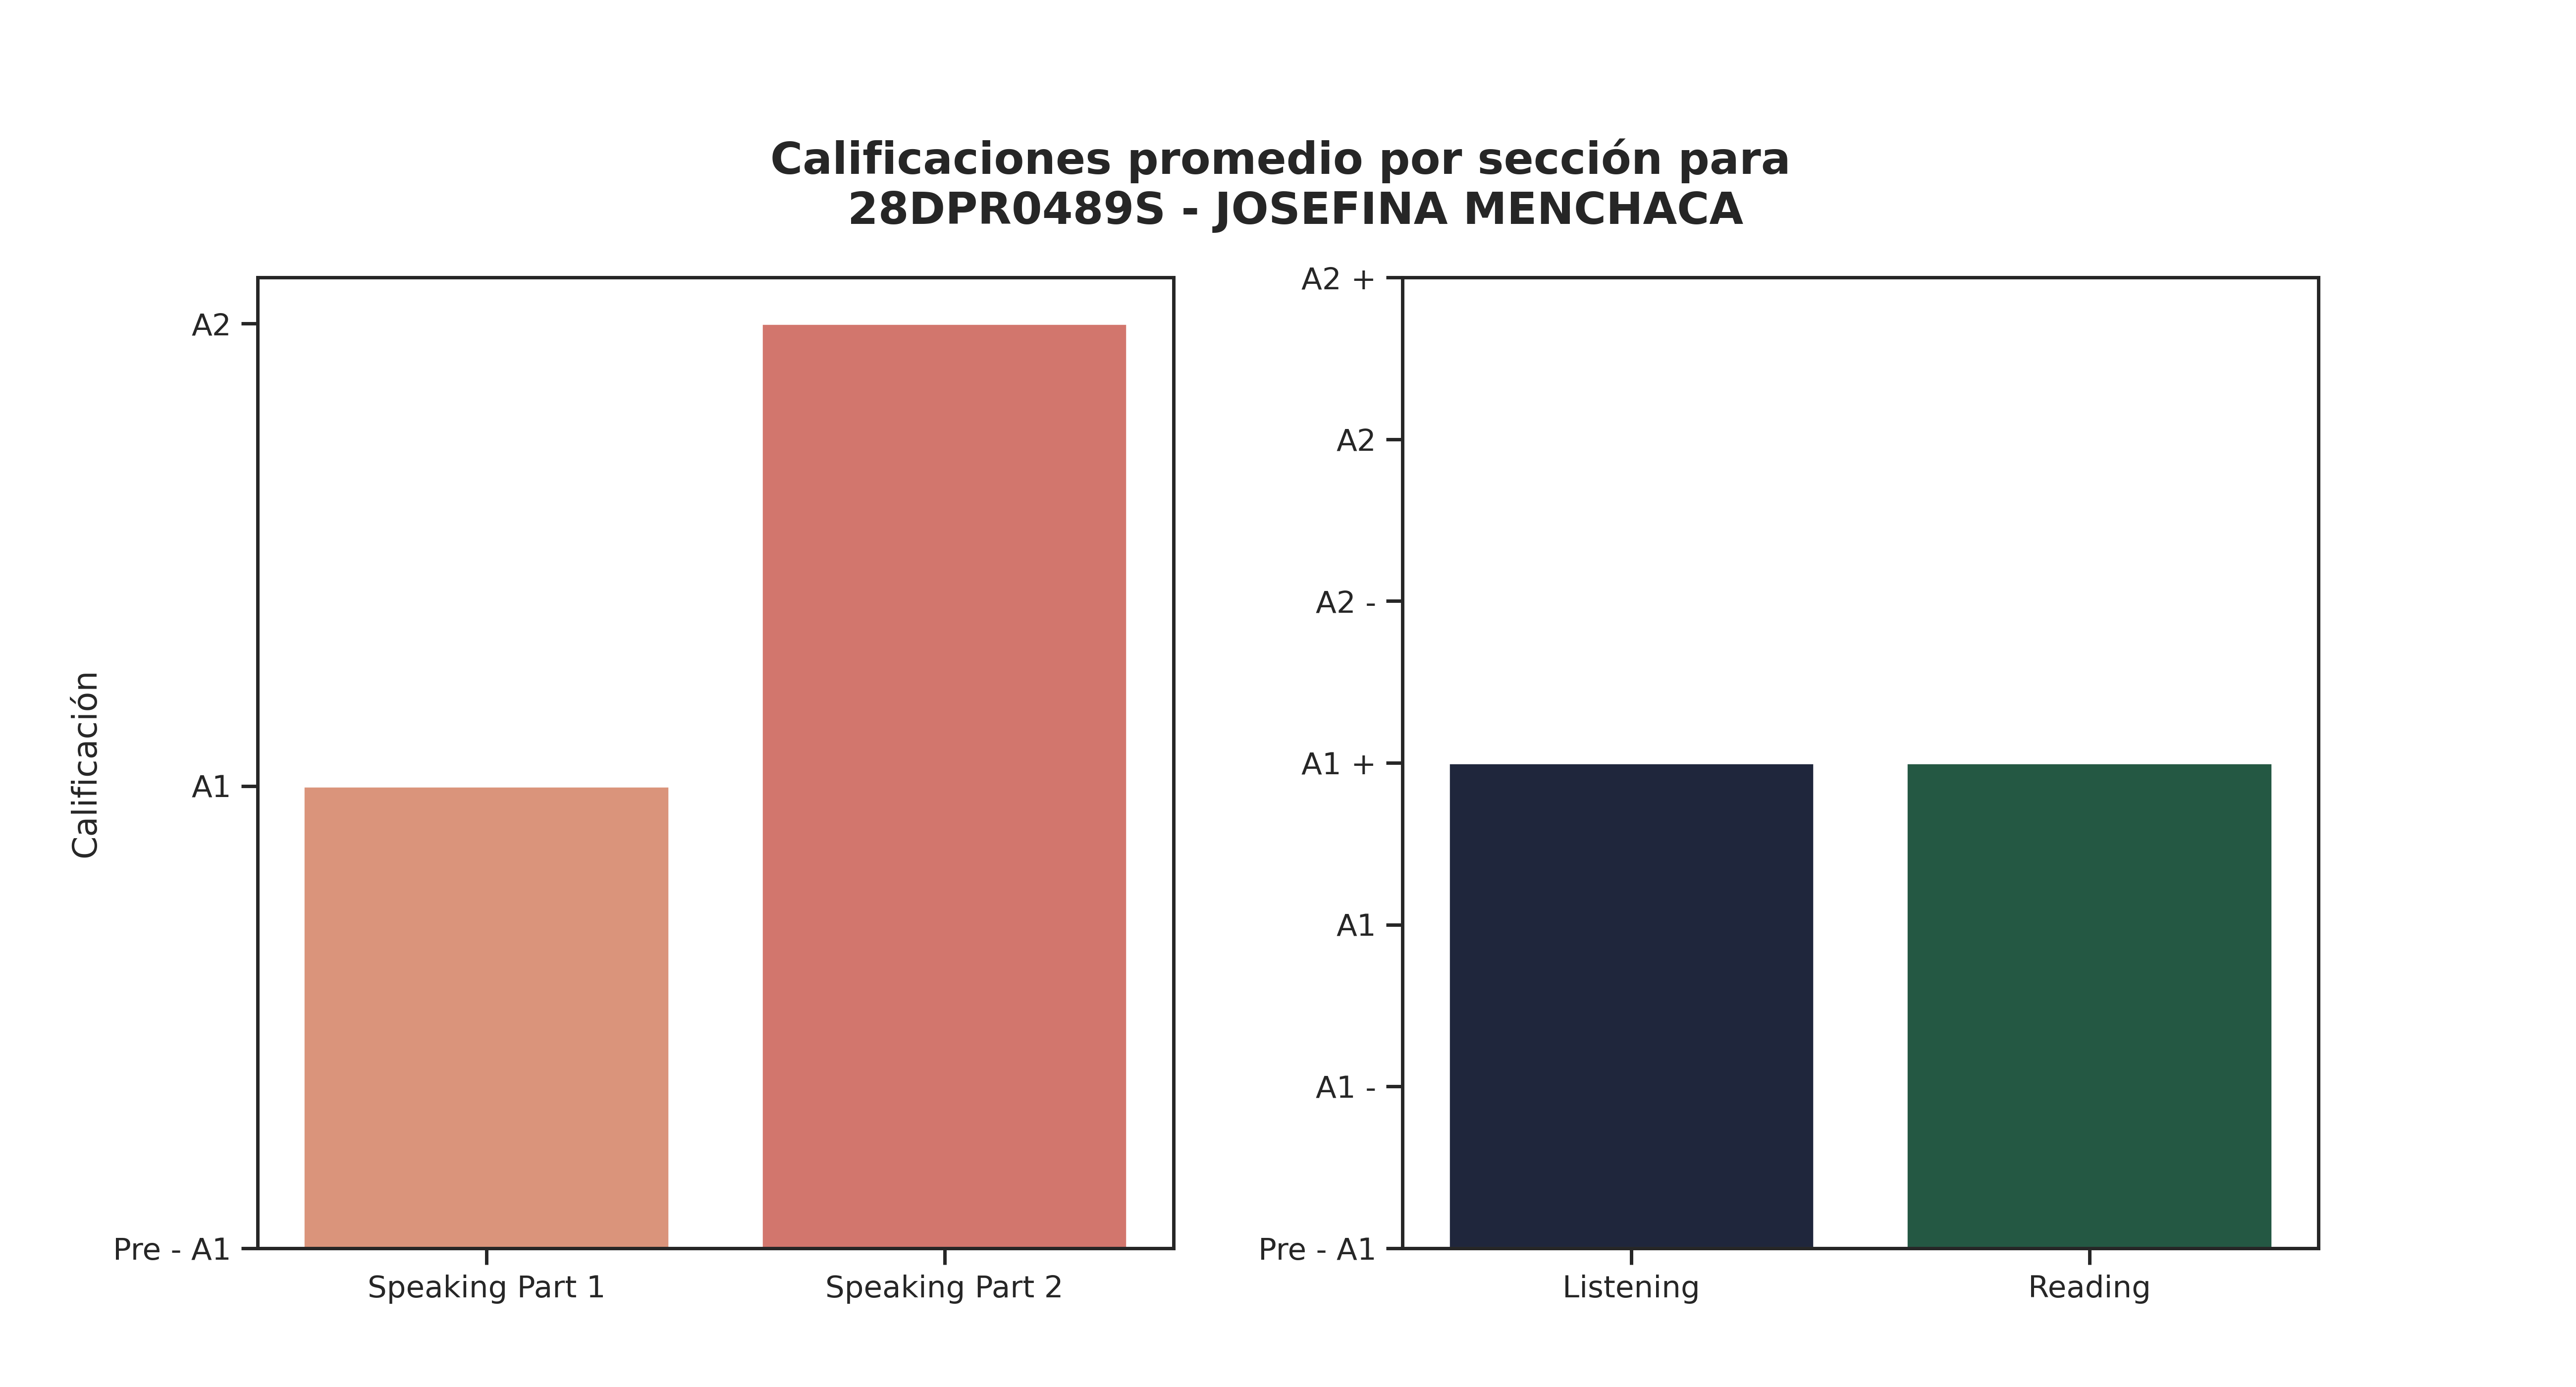 Calificaciones promedio por sección para
28DPR0489S - JOSEFINA MENCHACA
Calificación
A2
A1
Pre - A1
Speaking Part 1
Speaking Part 2
A2 +
A2
A2 -
A1 +
A1
A1 -
Pre - A1
Listening
Reading